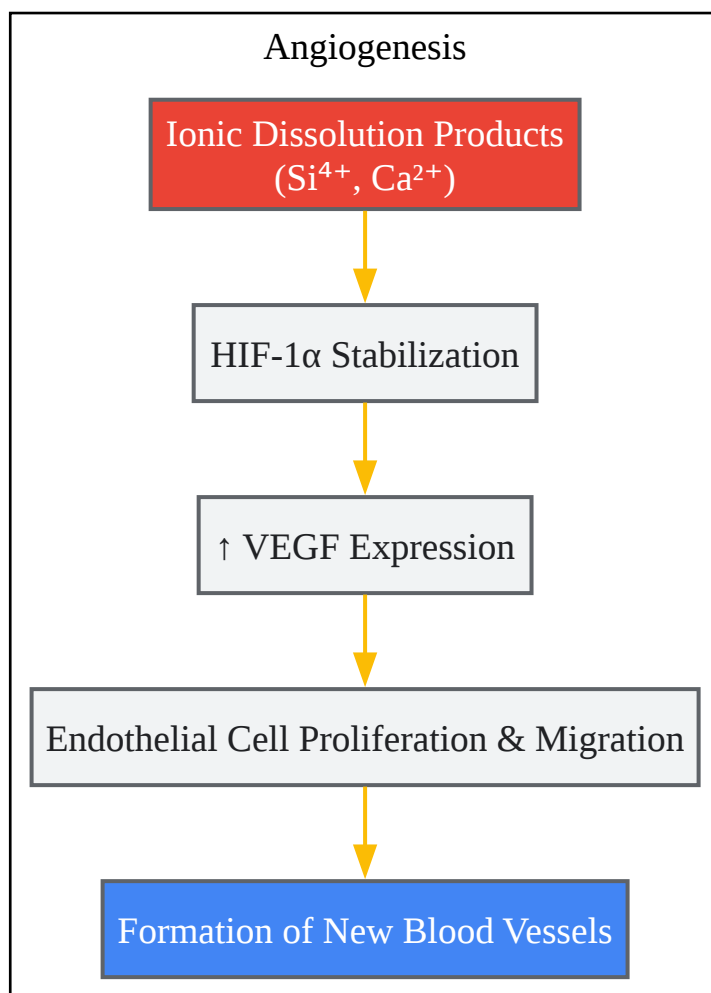 Angiogenesis
Ionic Dissolution Products
(Si⁴⁺, Ca²⁺)
HIF-1α Stabilization
↑ VEGF Expression
Endothelial Cell Proliferation & Migration
Formation of New Blood Vessels